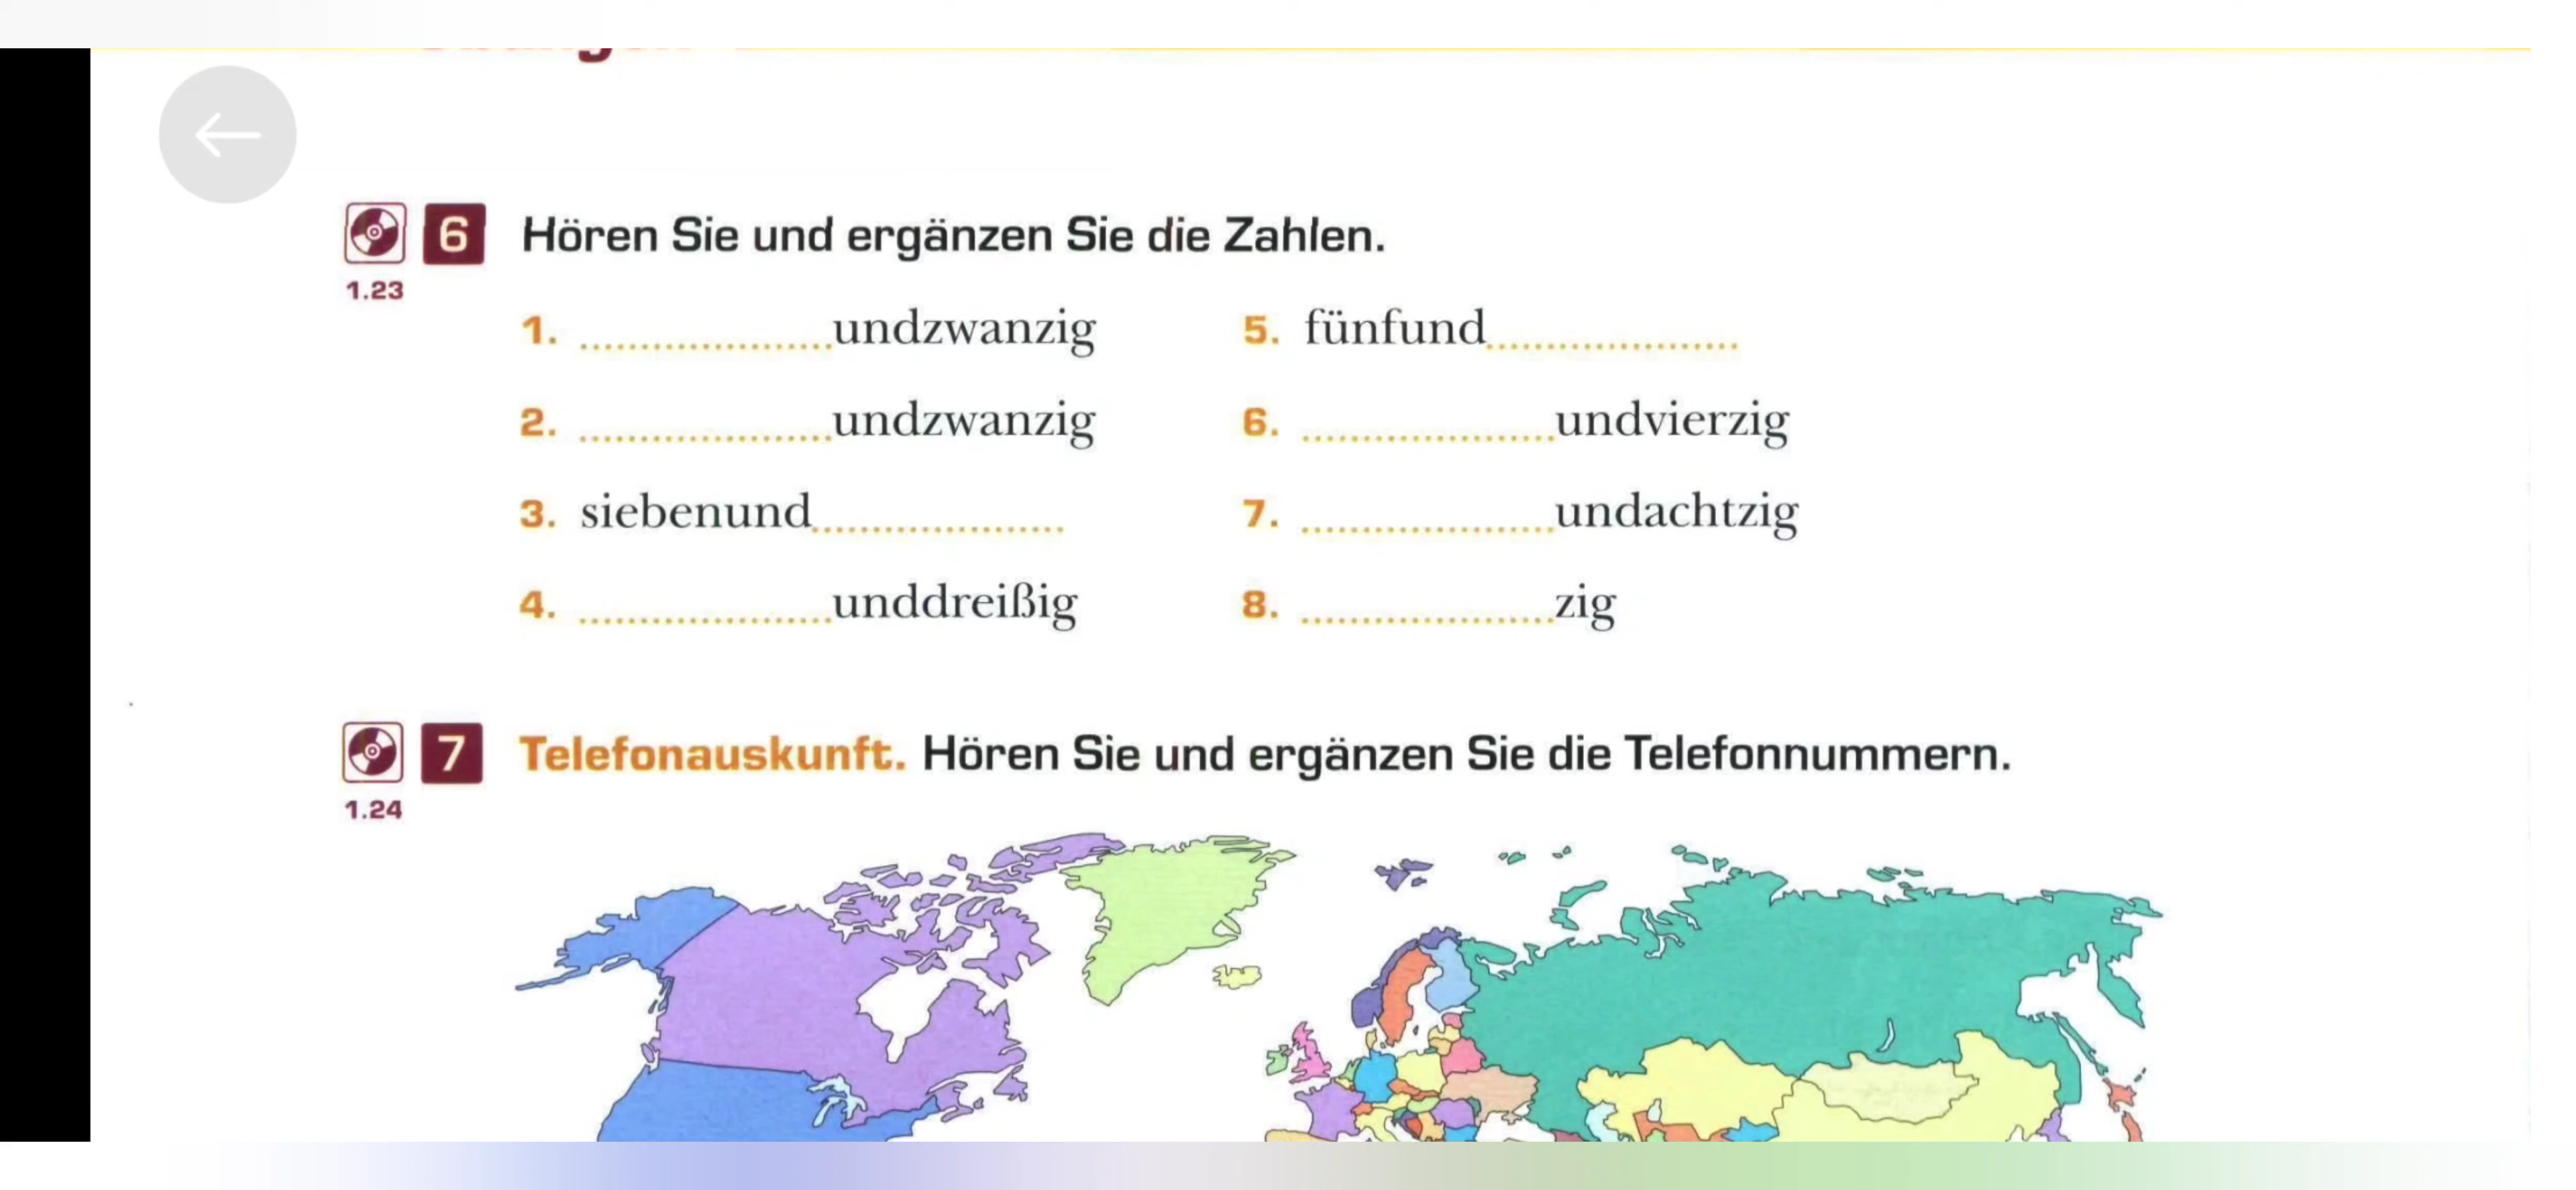 6 Hören Sie und ergänzen Sie die Zahlen.
1.23
1. ....................undzwanzig
2. ....................undzwanzig
3. siebenund....................
4. ....................unddreißig
5. fünfund....................
6. ....................undvierzig
7. ....................undachtzig
8. ....................zig
7 Telefonauskunft. Hören Sie und ergänzen Sie die Telefonnummern.
1.24